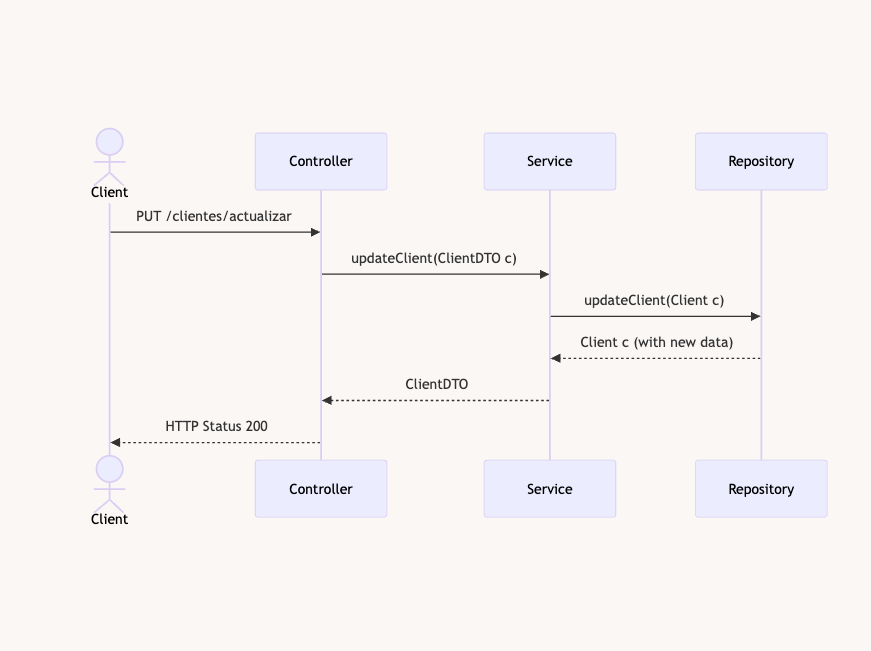 Client
Controller
Service
Repository
PUT /clientes/actualizar
updateClient(ClientDTO c)
updateClient(Client c)
Client c (with new data)
ClientDTO
HTTP Status 200
Client
Controller
Service
Repository